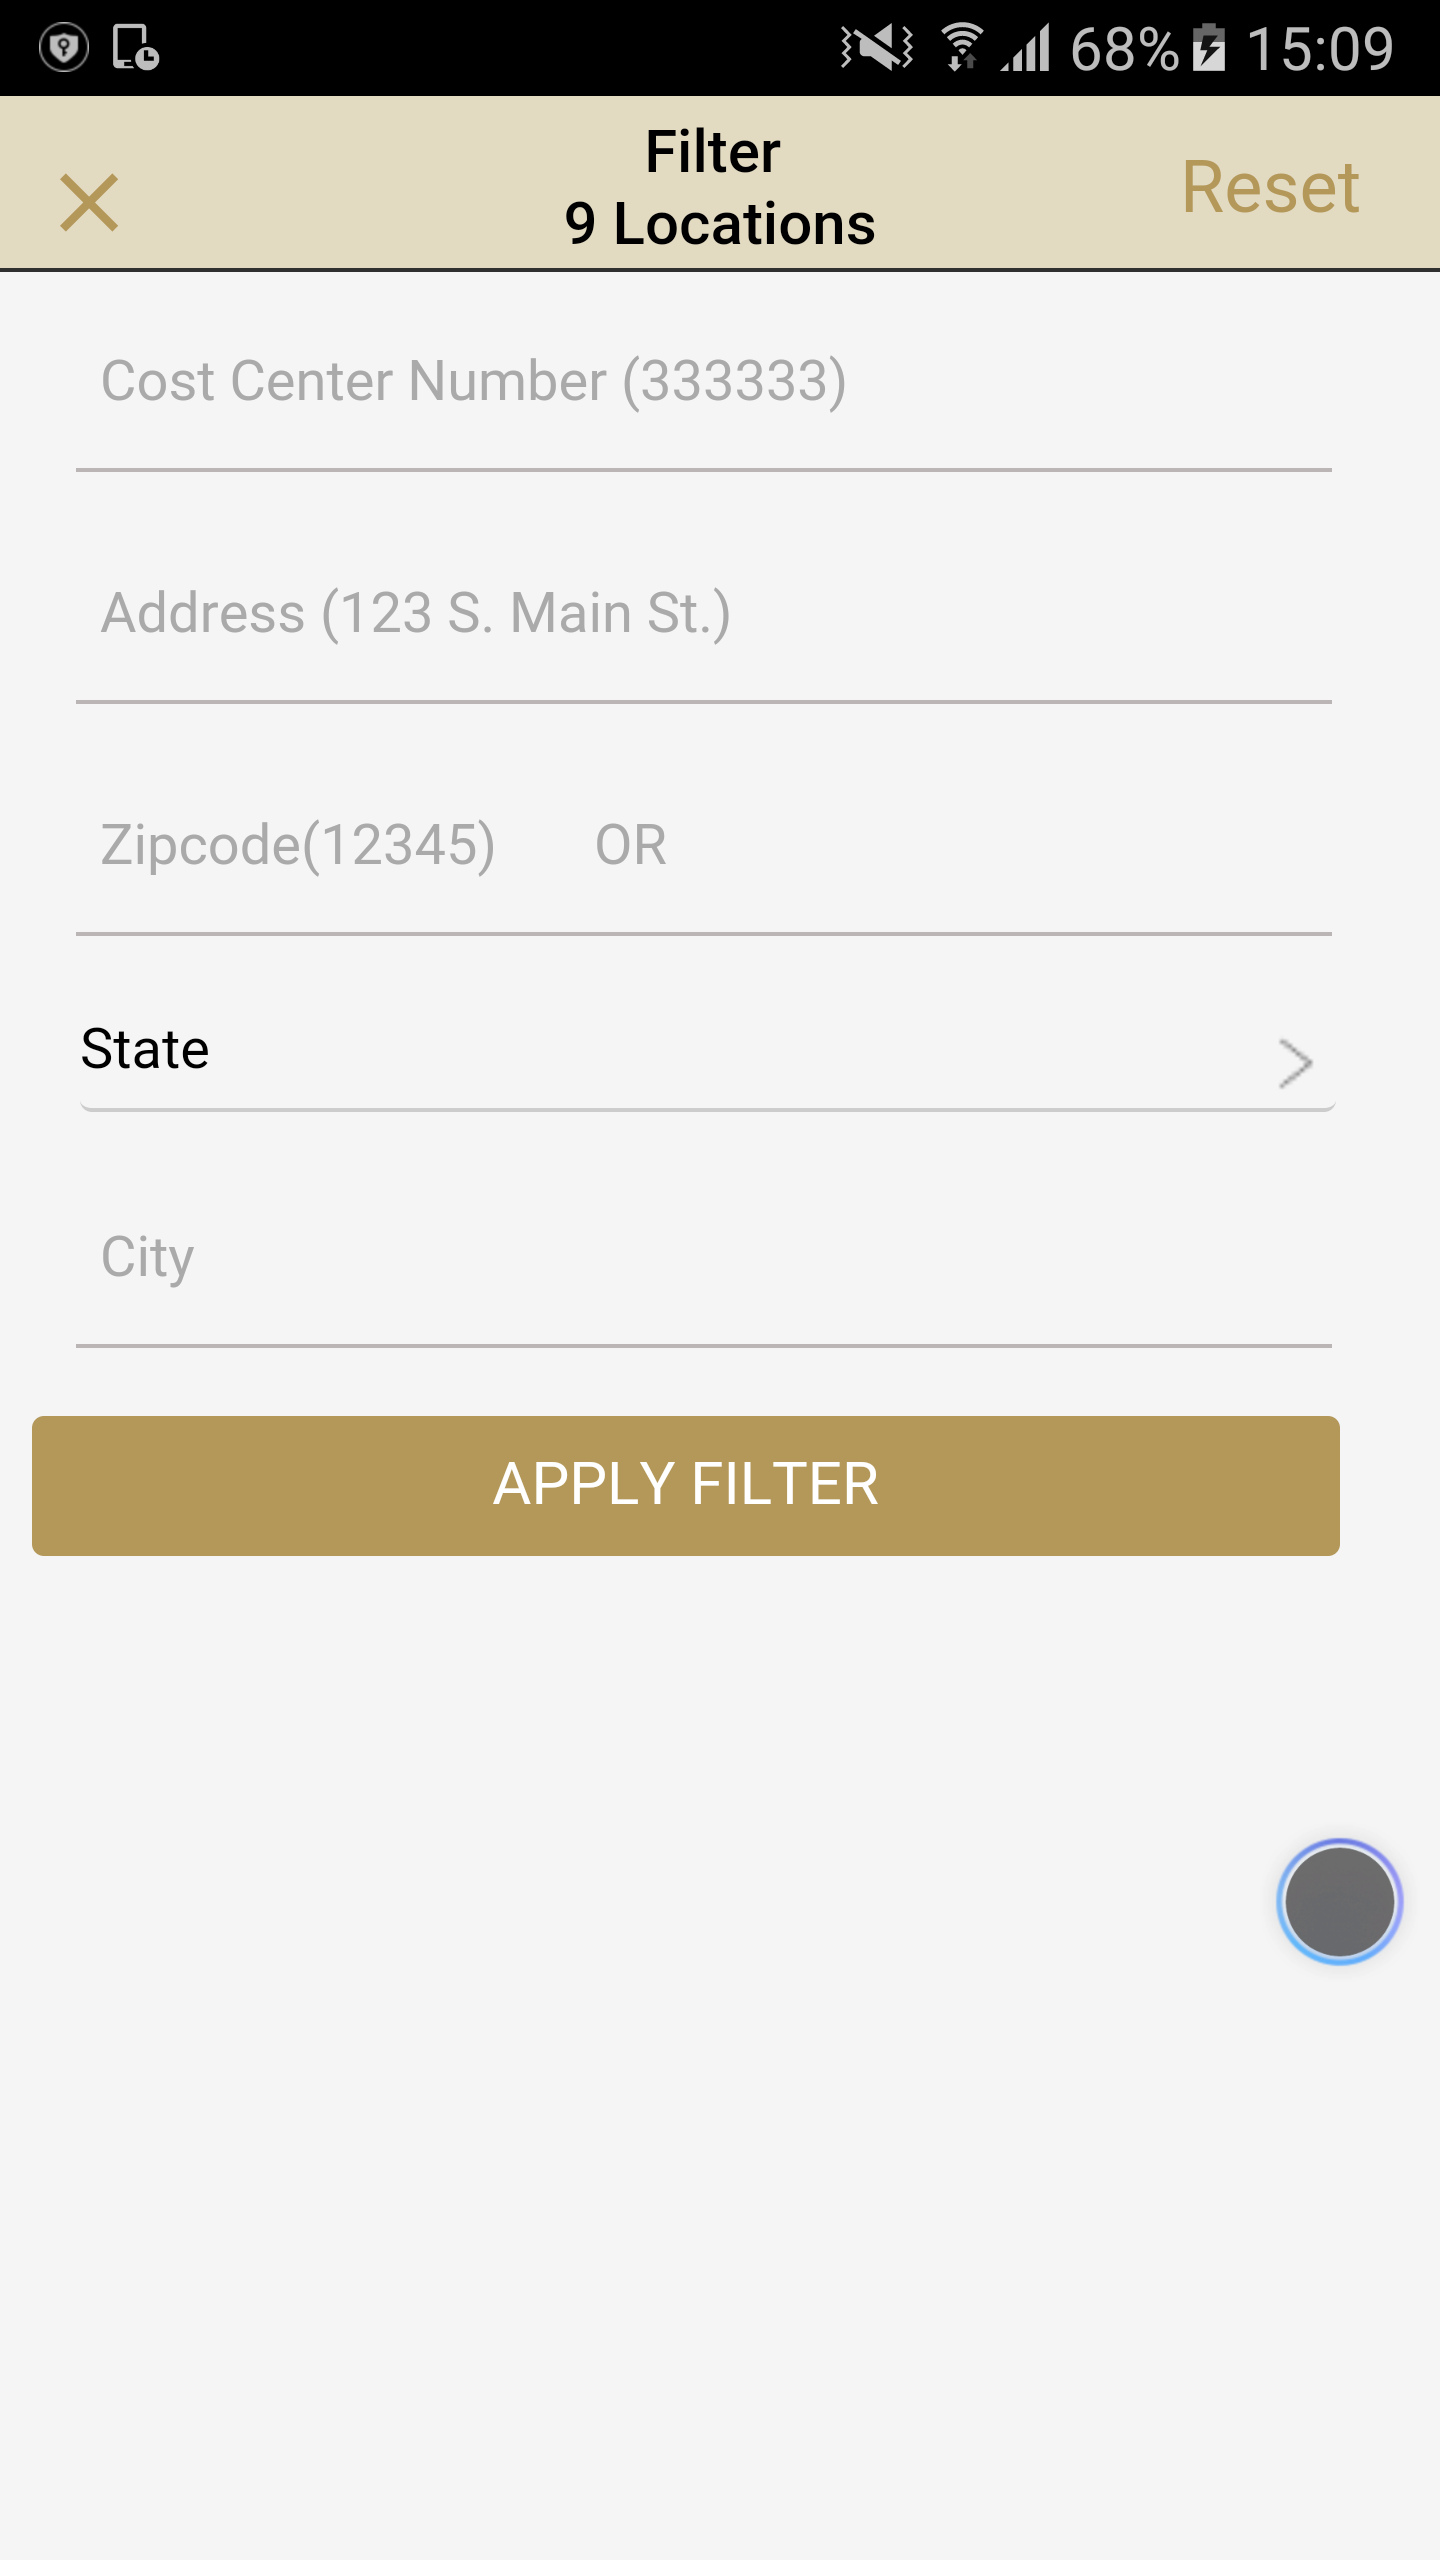 68% 15:09
Filter
9 Locations
Reset
Cost Center Number (333333)
Address (123 S. Main St.)
Zipcode(12345) OR
State
City
APPLY FILTER